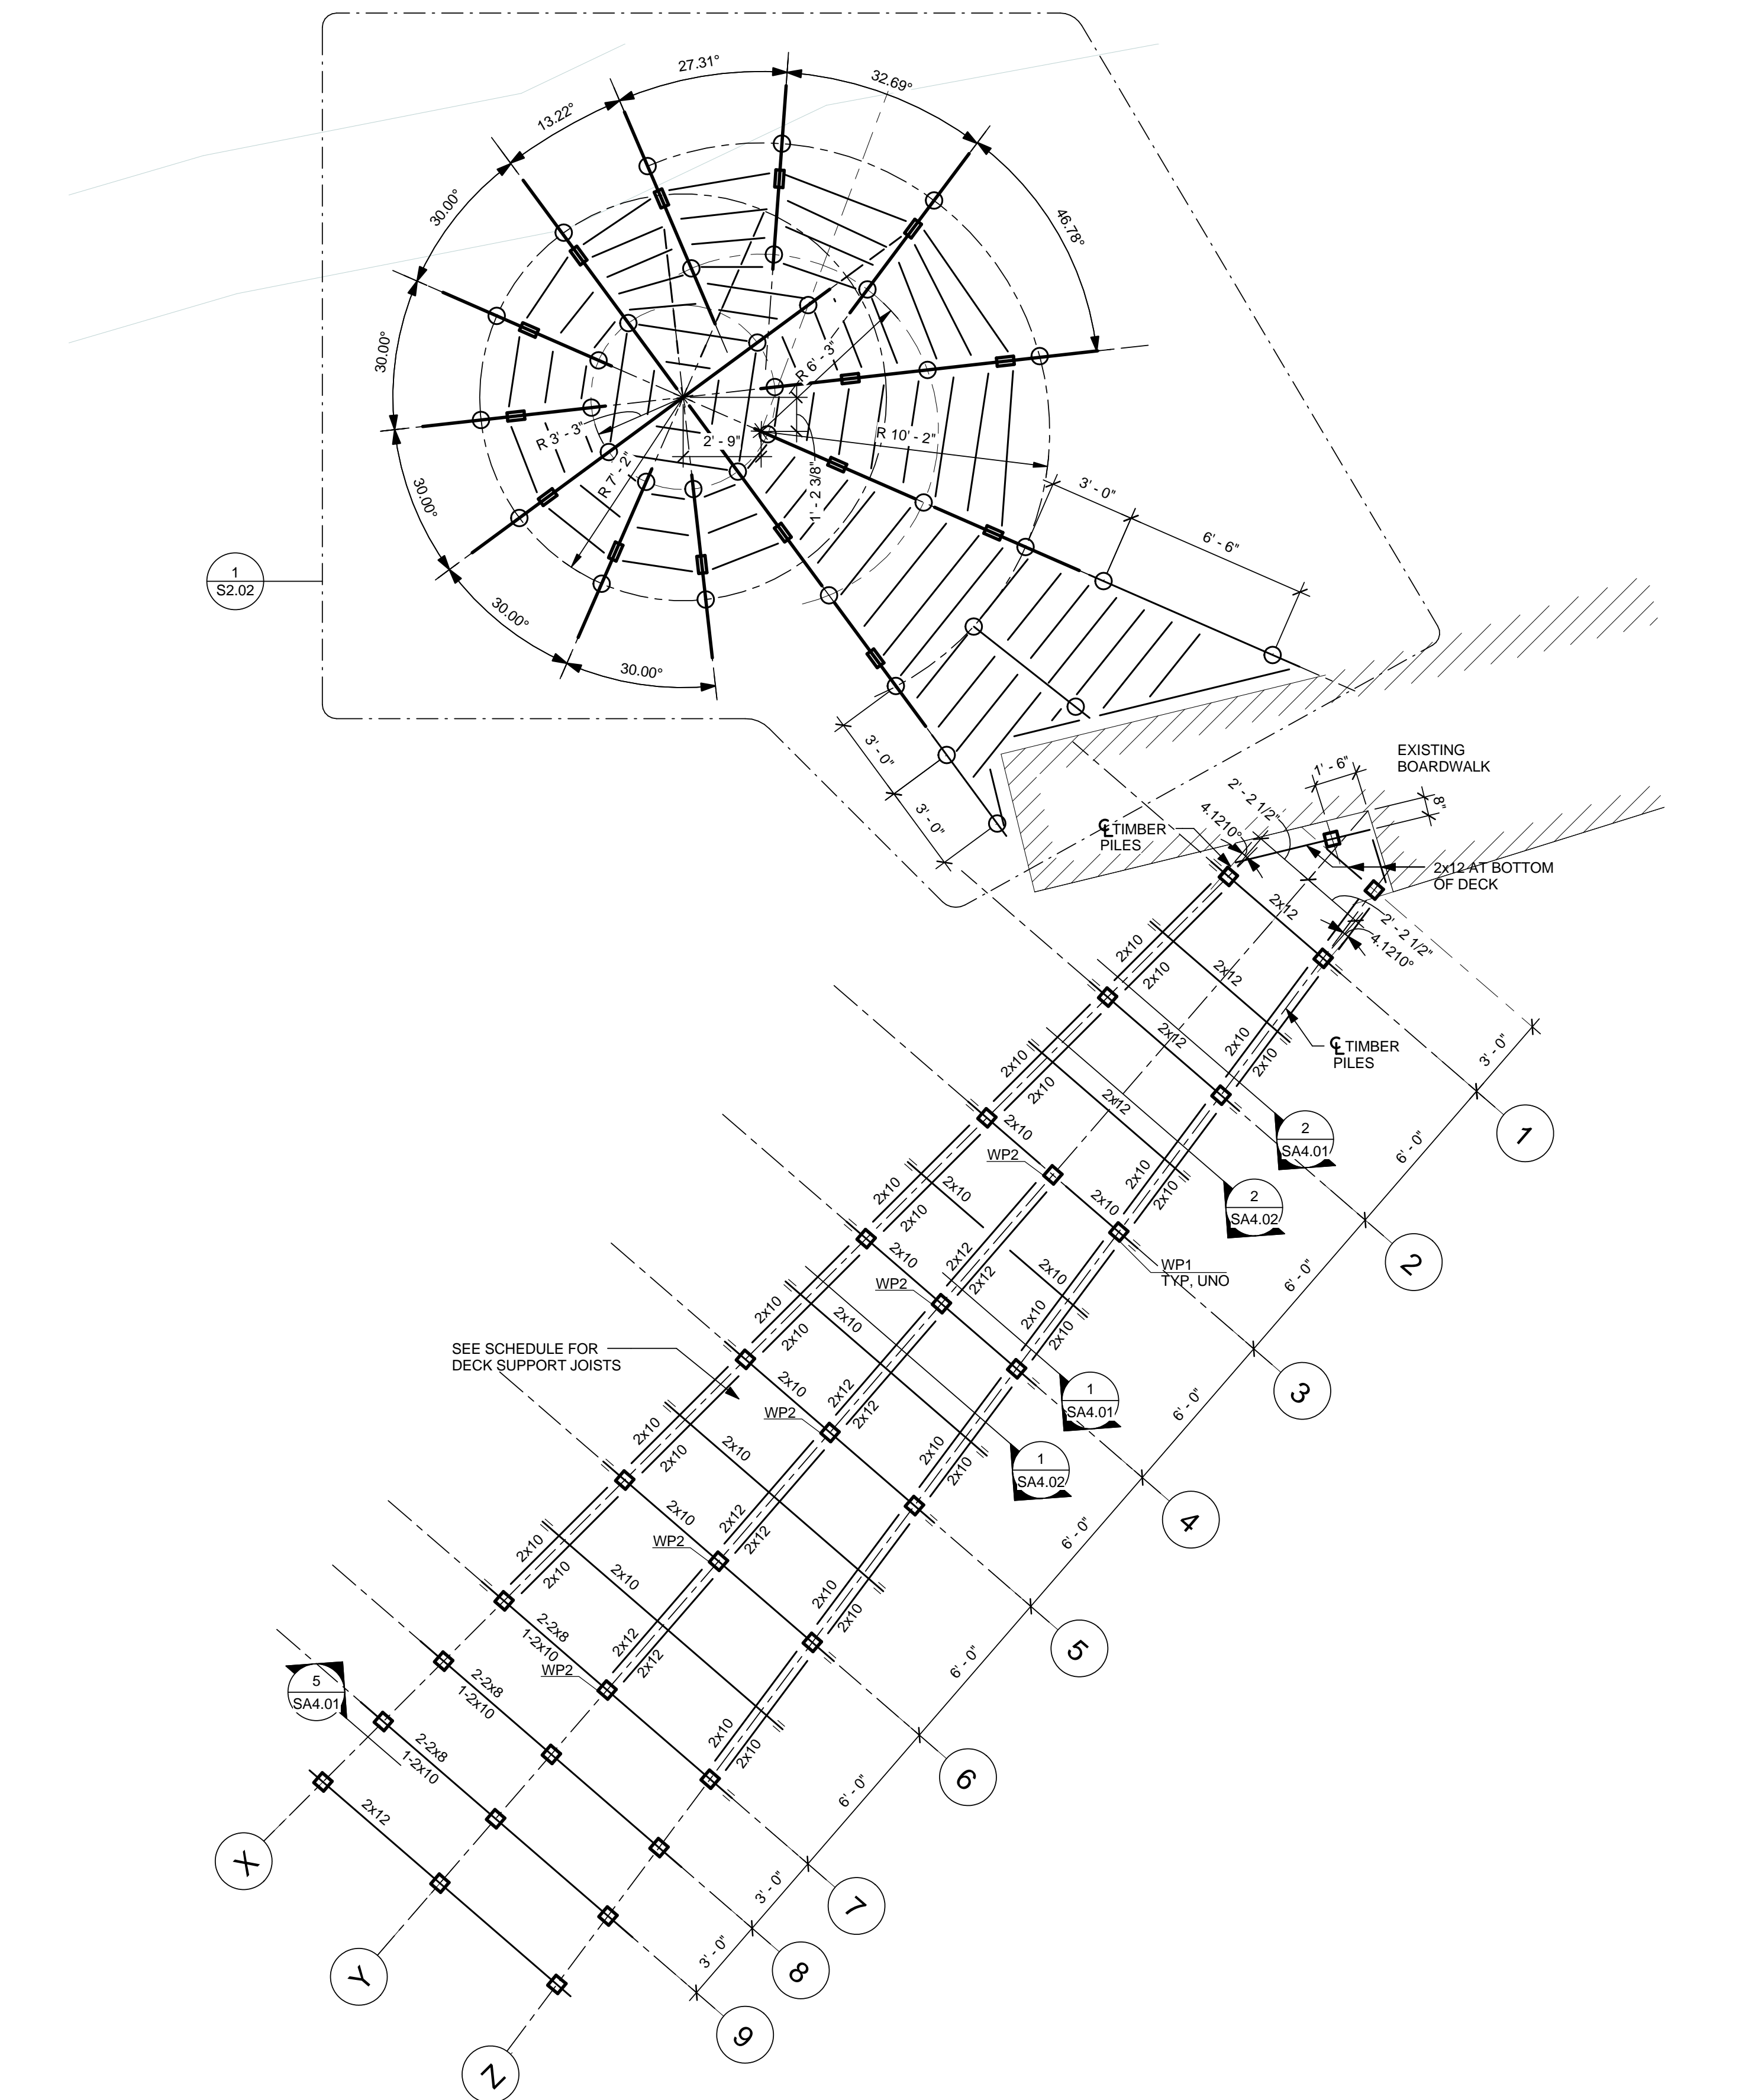 27.31°
32.69°
13.22°
46.78°
30.00°
30.00°
30.00°
30.00°
30.00°
30.00°
R 6' - 3"
R 3' - 3"
2' - 9"
R 10' - 2"
R 7' - 2"
1' - 2 3/8"
3' - 0"
6' - 6"
1
S2.02
3' - 0"
3' - 0"
EXISTING
BOARDWALK
1' - 6"
8"
2' - 2 1/2"
4.1210°
℄ TIMBER
PILES
2x12 AT BOTTOM
OF DECK
2x12
2' - 2 1/2"
4.1210°
2x10
2x10
2x12
2x12
2x10
2x10
℄ TIMBER
PILES
3' - 0"
1
2x10
2x10
2x12
2
SA4.01
6' - 0"
2x10
WP2
2x10
2x10
2x10
2
SA4.02
2
2x10
2x10
2x10
2x10
2x12
2x12
2x10
WP1
TYP, UNO
6' - 0"
WP2
2x10
2x10
2x10
2x10
2x10
3
SEE SCHEDULE FOR
DECK SUPPORT JOISTS
2x10
2x12
2x12
1
SA4.01
6' - 0"
WP2
2x10
2x10
2x10
2x10
2x10
1
SA4.02
4
2x10
2x12
2x12
6' - 0"
WP2
2x10
2x10
2x10
2x10
2x10
5
2-2x8
1-2x10
2x12
2x12
6' - 0"
WP2
5
SA4.01
2-2x8
1-2x10
2x10
2x10
6
2-2x8
1-2x10
6' - 0"
2x12
X
3' - 0"
7
3' - 0"
8
Y
9
Z